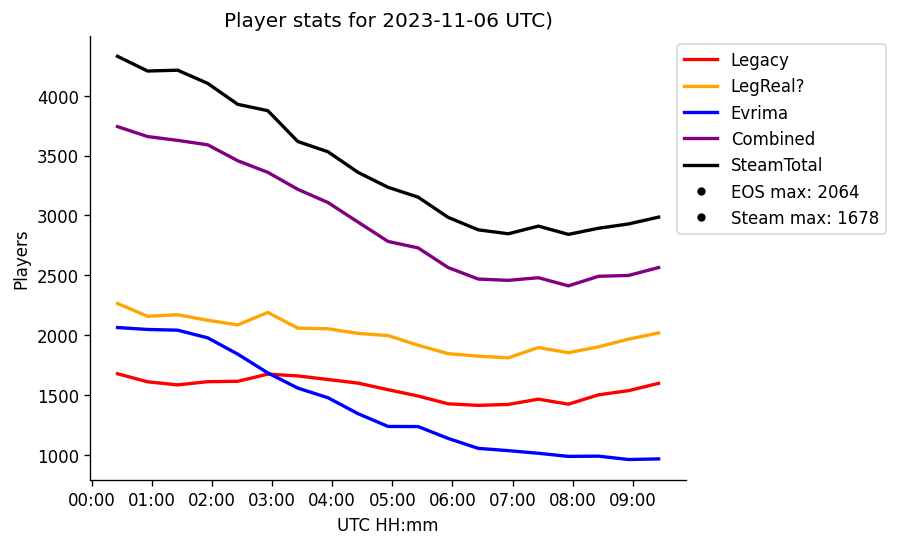 Player stats for 2023-11-06 UTC)
Legacy
LegReal?
Evrima
Combined
SteamTotal
EOS max: 2064
Steam max: 1678
4000
3500
3000
2500
2000
1500
1000
Players
00:00 01:00 02:00 03:00 04:00 05:00 06:00 07:00 08:00 09:00
UTC HH:mm